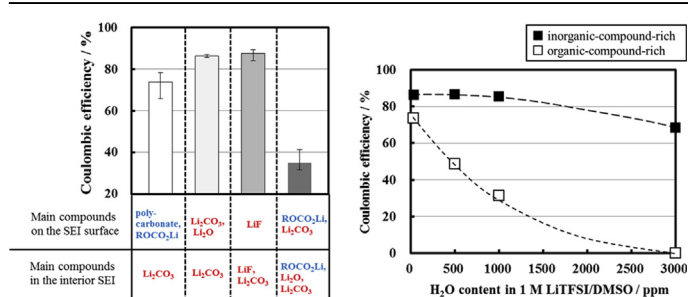 Coulombic efficiency / %
100
80
60
40
20
Main compounds
on the SEI surface
poly-
carbonate,
ROCO₂Li
Li₂CO₃,
Li₂O
LiF
ROCO₂Li,
Li₂CO₃
Main compounds
in the interior SEI
Li₂CO₃
Li₂CO₃
LiF,
Li₂CO₃
ROCO₂Li,
Li₂O,
Li₂CO₃
inorganic-compound-rich
organic-compound-rich
Coulombic efficiency / %
100
80
60
40
20
0
0
500
1000
1500
2000
2500
3000
H₂O content in 1 M LiTFSI/DMSO / ppm